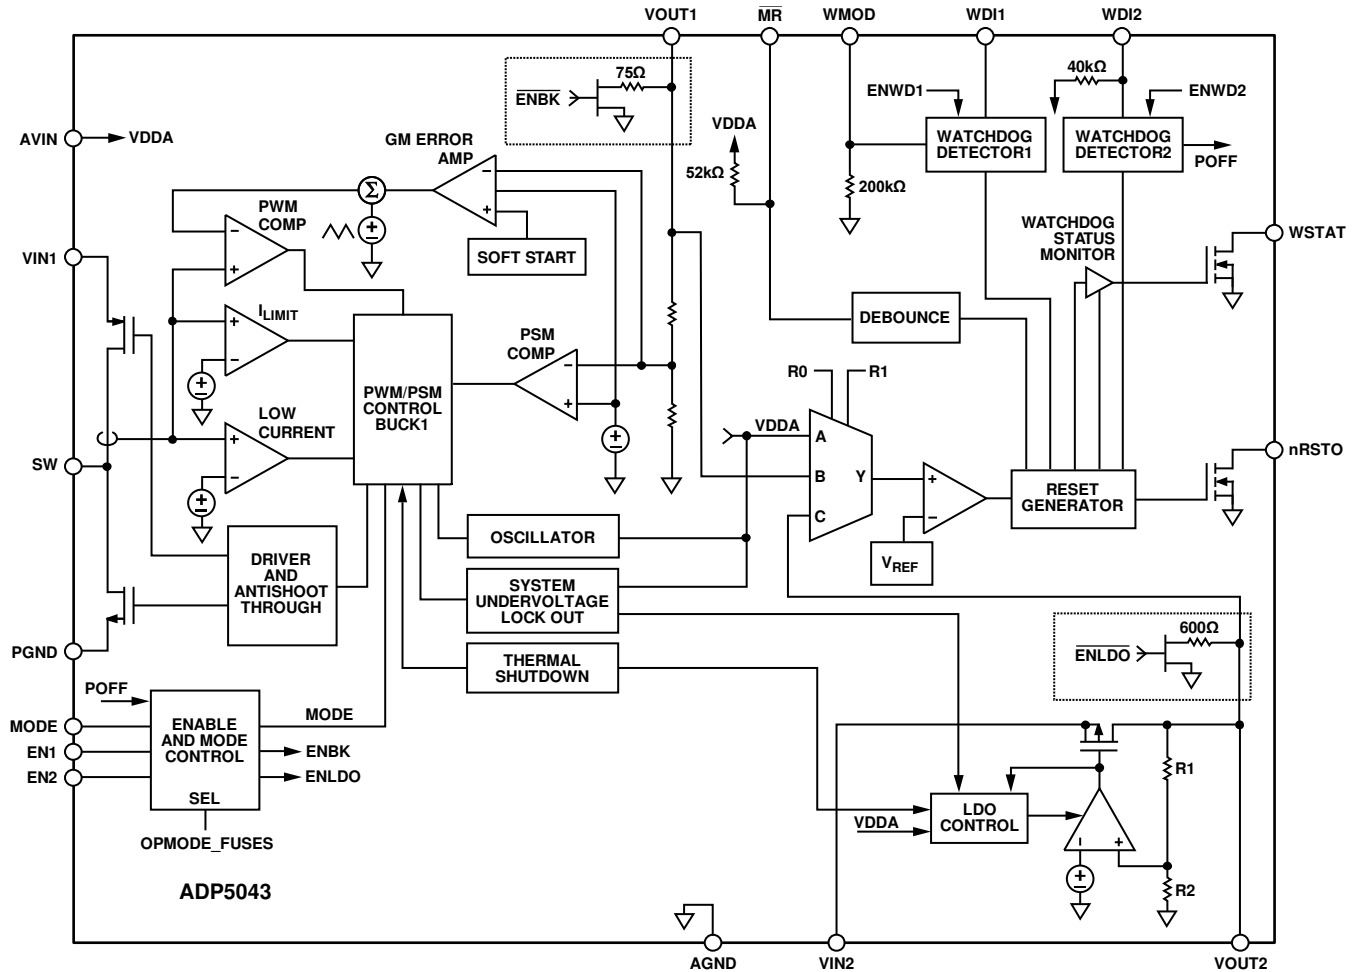 VOUT1
MR
WMOD
WDI1
WDI2
75Ω
ENBK
40kΩ
ENWD1
ENWD2
AVIN
VDDA
GM ERROR
AMP
VDDA
WATCHDOG
DETECTOR1
WATCHDOG
DETECTOR2
POFF
52kΩ
200kΩ
Σ
PWM
COMP
SOFT START
WATCHDOG
STATUS
MONITOR
WSTAT
VIN1
ILIMIT
DEBOUNCE
PSM
COMP
PWM/PSM
CONTROL
BUCK1
R0
R1
LOW
CURRENT
VDDA
A
B
C
Y
SW
nRSTO
RESET
GENERATOR
OSCILLATOR
VREF
DRIVER
AND
ANTISHOOT
THROUGH
SYSTEM
UNDERVOLTAGE
LOCK OUT
600Ω
ENLDO
PGND
THERMAL
SHUTDOWN
POFF
MODE
EN1
EN2
ENABLE
AND MODE
CONTROL
SEL
MODE
ENBK
ENLDO
OPMODE_FUSES
R1
LDO
CONTROL
VDDA
R2
ADP5043
AGND
VIN2
VOUT2